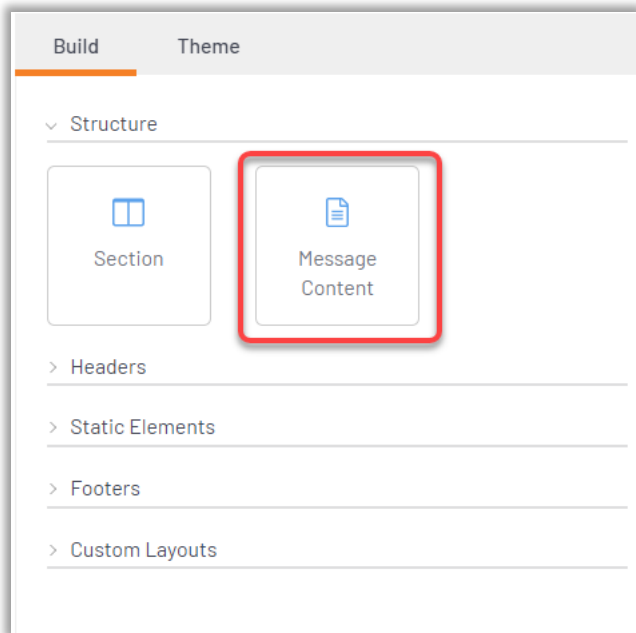 Build Theme
Structure
Section
Message
Content
Headers
Static Elements
Footers
Custom Layouts